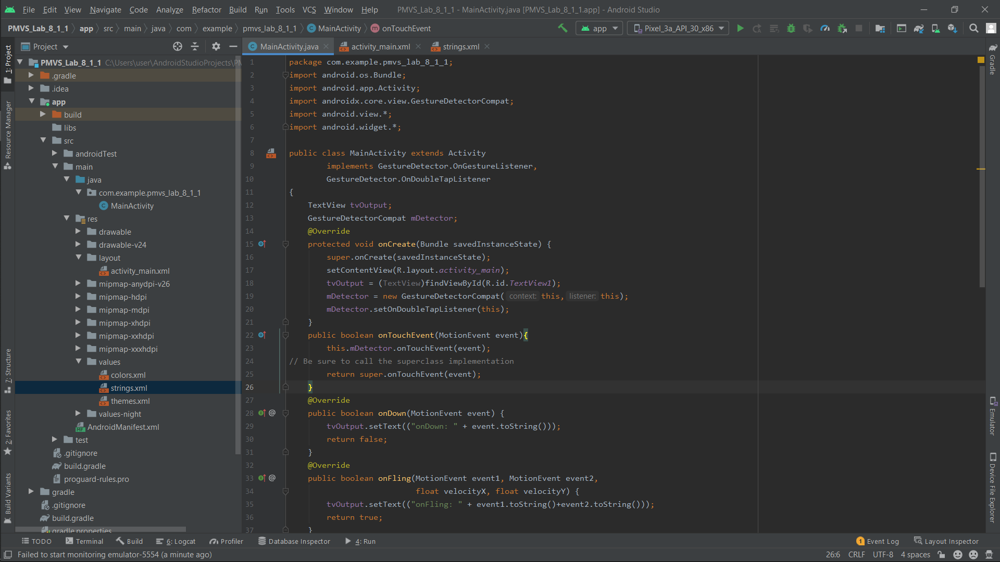 File Edit View Navigate Code Analyze Refactor Build Run Tools VCS Window Help PMVS_Lab_8_1_1 - MainActivity.java [PMVS_Lab_8_1_1.app] - Android Studio
PMVS_Lab_8_1_1 app src main java com example pmvs_lab_8_1_1 MainActivity onTouchEvent app Pixel_3a_API_30_x86
Project MainActivity.java activity_main.xml strings.xml
1: Project
Resource Manager
7: Structure
2: Favorites
Build Variants
PMVS_Lab_8_1_1 C:\Users\user\AndroidStudioProjects\PM
.gradle
.idea
app
build
libs
src
androidTest
main
java
com.example.pmvs_lab_8_1_1
MainActivity
res
drawable
drawable-v24
layout
activity_main.xml
mipmap-anydpi-v26
mipmap-hdpi
mipmap-mdpi
mipmap-xhdpi
mipmap-xxhdpi
mipmap-xxxhdpi
values
colors.xml
strings.xml
themes.xml
values-night
AndroidManifest.xml
test
.gitignore
build.gradle
proguard-rules.pro
gradle
.gitignore
build.gradle
gradle.properties
1 package com.example.pmvs_lab_8_1_1;
2 import android.os.Bundle;
3 import android.app.Activity;
4 import androidx.core.view.GestureDetectorCompat;
5 import android.view.*;
6 import android.widget.*;
7
8 public class MainActivity extends Activity
9 implements GestureDetector.OnGestureListener,
10 GestureDetector.OnDoubleTapListener
11 {
12 TextView tvOutput;
13 GestureDetectorCompat mDetector;
14 @Override
15 protected void onCreate(Bundle savedInstanceState) {
16 super.onCreate(savedInstanceState);
17 setContentView(R.layout.activity_main);
18 tvOutput = (TextView)findViewById(R.id.TextView1);
19 mDetector = new GestureDetectorCompat( context: this, listener: this);
20 mDetector.setOnDoubleTapListener(this);
21 }
22 public boolean onTouchEvent(MotionEvent event){
23 this.mDetector.onTouchEvent(event);
24 // Be sure to call the superclass implementation
25 return super.onTouchEvent(event);
26 }
27 @Override
28 @ public boolean onDown(MotionEvent event) {
29 tvOutput.setText(("onDown: " + event.toString()));
30 return false;
31 }
32 @Override
33 @ public boolean onFling(MotionEvent event1, MotionEvent event2,
34 float velocityX, float velocityY) {
35 tvOutput.setText(("onFling: " + event1.toString()+event2.toString()));
36 return true;
37 }
Gradle
Emulator
Device File Explorer
TODO Terminal Build 6: Logcat Profiler Database Inspector 4: Run 1 Event Log Layout Inspector
Failed to start monitoring emulator-5554 (a minute ago) 26:6 CRLF UTF-8 4 spaces